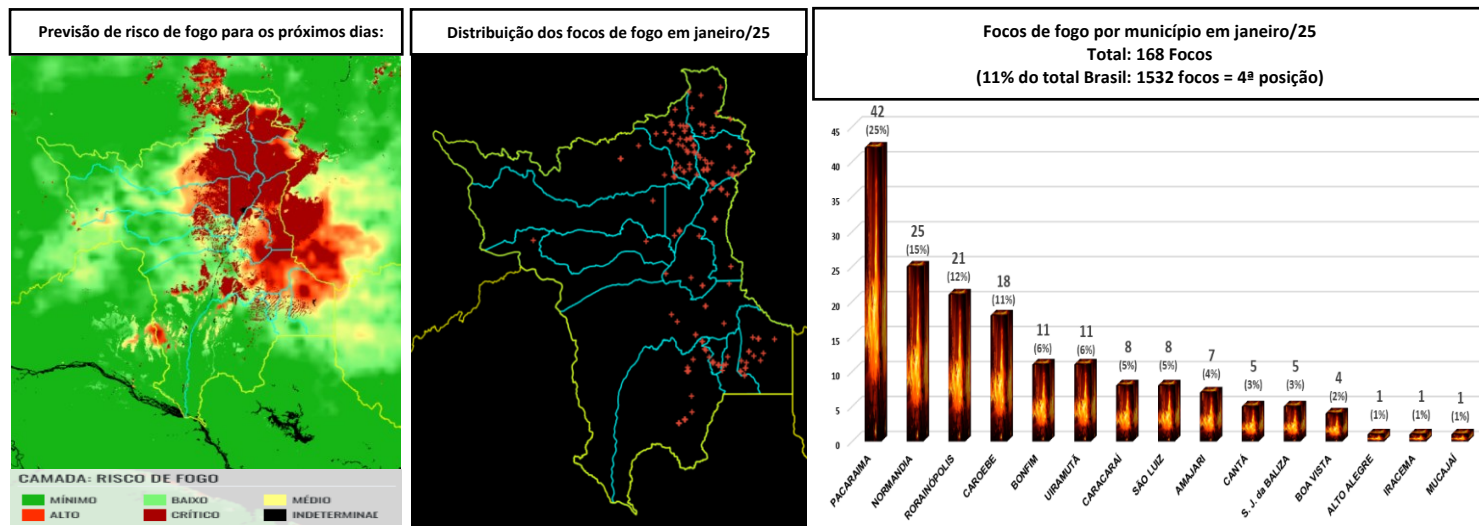 Previsão de risco de fogo para os próximos dias:
CAMADA: RISCO DE FOGO
MÍNIMO BAIXO MÉDIO
ALTO CRÍTICO INDETERMINAD
Distribuição dos focos de fogo em janeiro/25
Focos de fogo por município em janeiro/25
Total: 168 Focos
(11% do total Brasil: 1532 focos = 4ª posição)
45
40
35
30
25
20
15
10
5
0
42
(25%)
25
(15%)
21
(12%)
18
(11%)
11
(6%)
11
(6%)
8
(5%)
8
(5%)
7
(4%)
5
(3%)
5
(3%)
4
(2%)
1
(1%)
1
(1%)
1
(1%)
PACARAIMA
NORMANDIA
RORAINÓPOLIS
CAROEBE
BONFIM
UIRAMUTÃ
CARACARAÍ
SÃO LUIZ
AMAJARI
CANTÁ
S. J. da BALIZA
BOA VISTA
ALTO ALEGRE
IRACEMA
MUCAJAÍ